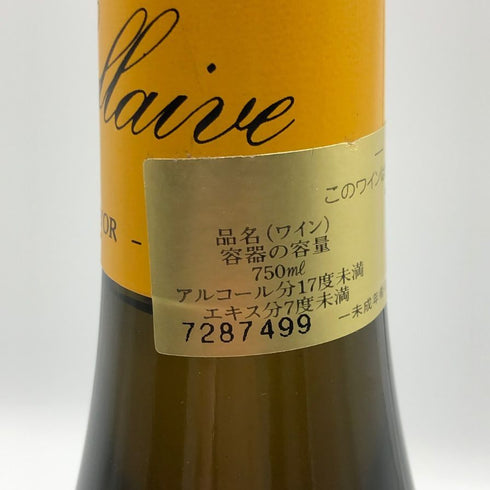 llaive
OR –
このワイン
品名(ワイン)
容器の容量
750ml
アルコール分17度未満
エキス分7度未満
7287499
―未成年